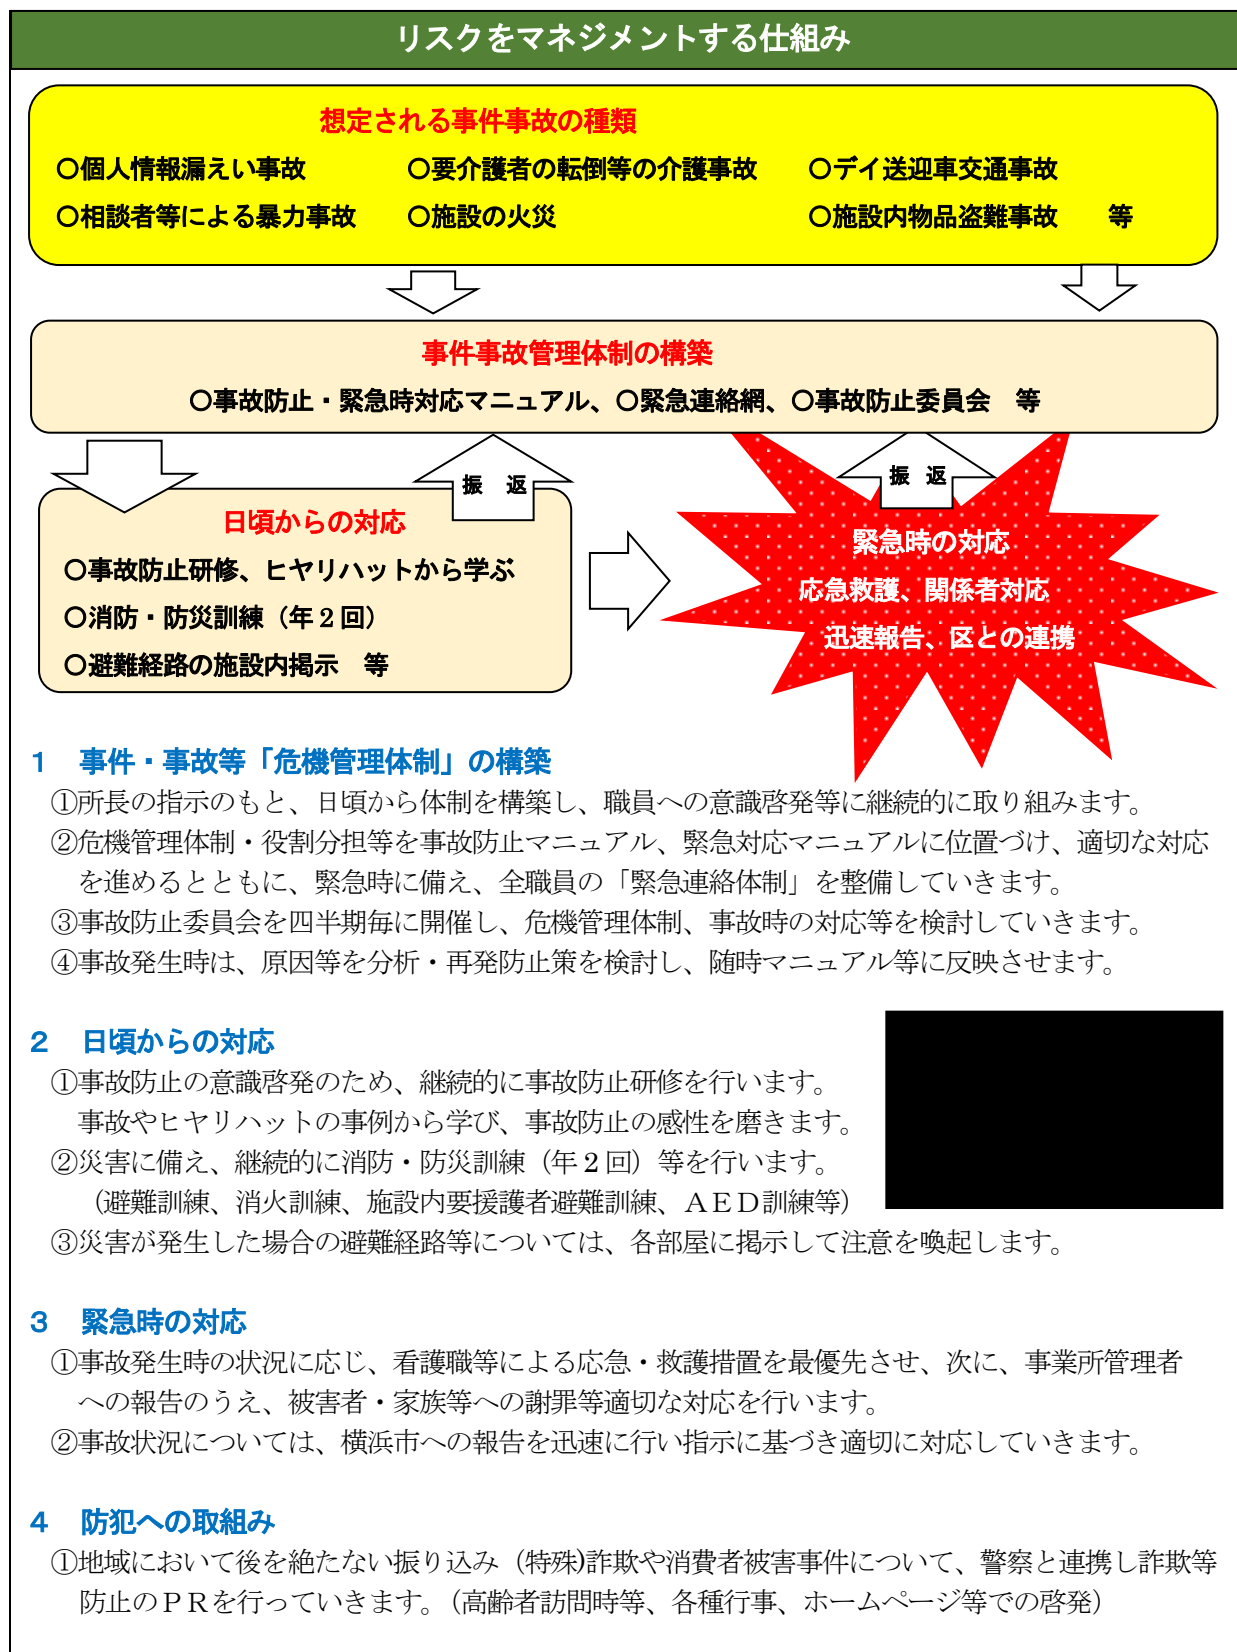 リスクをマネジメントする仕組み
想定される事件事故の種類
〇個人情報漏えい事故　〇要介護者の転倒等の介護事故　〇デイ送迎車交通事故
〇相談者等による暴力事故　〇施設の火災　〇施設内物品盗難事故　等
事件事故管理体制の構築
〇事故防止・緊急時対応マニュアル、〇緊急連絡網、〇事故防止委員会　等
振　返
日頃からの対応
〇事故防止研修、ヒヤリハットから学ぶ
〇消防・防災訓練（年２回）
〇避難経路の施設内掲示　等
振　返
緊急時の対応
応急救護、関係者対応
迅速報告、区との連携
１　事件・事故等「危機管理体制」の構築
①所長の指示のもと、日頃から体制を構築し、職員への意識啓発等に継続的に取り組みます。
②危機管理体制・役割分担等を事故防止マニュアル、緊急対応マニュアルに位置づけ、適切な対応
を進めるとともに、緊急時に備え、全職員の「緊急連絡体制」を整備していきます。
③事故防止委員会を四半期毎に開催し、危機管理体制、事故時の対応等を検討していきます。
④事故発生時は、原因等を分析・再発防止策を検討し、随時マニュアル等に反映させます。
２　日頃からの対応
①事故防止の意識啓発のため、継続的に事故防止研修を行います。
事故やヒヤリハットの事例から学び、事故防止の感性を磨きます。
②災害に備え、継続的に消防・防災訓練（年２回）等を行います。
（避難訓練、消火訓練、施設内要援護者避難訓練、ＡＥＤ訓練等）
③災害が発生した場合の避難経路等については、各部屋に掲示して注意を喚起します。
３　緊急時の対応
①事故発生時の状況に応じ、看護職等による応急・救護措置を最優先させ、次に、事業所管理者
への報告のうえ、被害者・家族等への謝罪等適切な対応を行います。
②事故状況については、横浜市への報告を迅速に行い指示に基づき適切に対応していきます。
４　防犯への取組み
①地域において後を絶たない振り込み（特殊)詐欺や消費者被害事件について、警察と連携し詐欺等
防止のＰＲを行っていきます。（高齢者訪問時等、各種行事、ホームページ等での啓発）